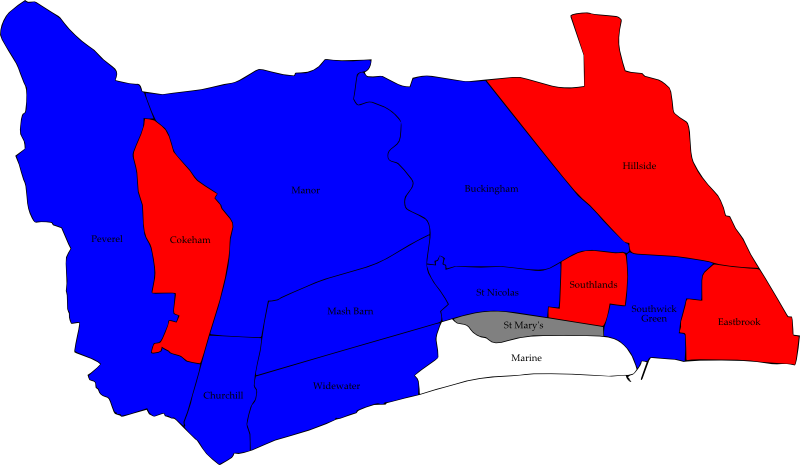 Hillside
Buckingham
Manor
Peverel
Cokeham
Southlands
St Nicolas
Mash Barn
Southwick
Green
Eastbrook
St Mary's
Marine
Widewater
Churchill